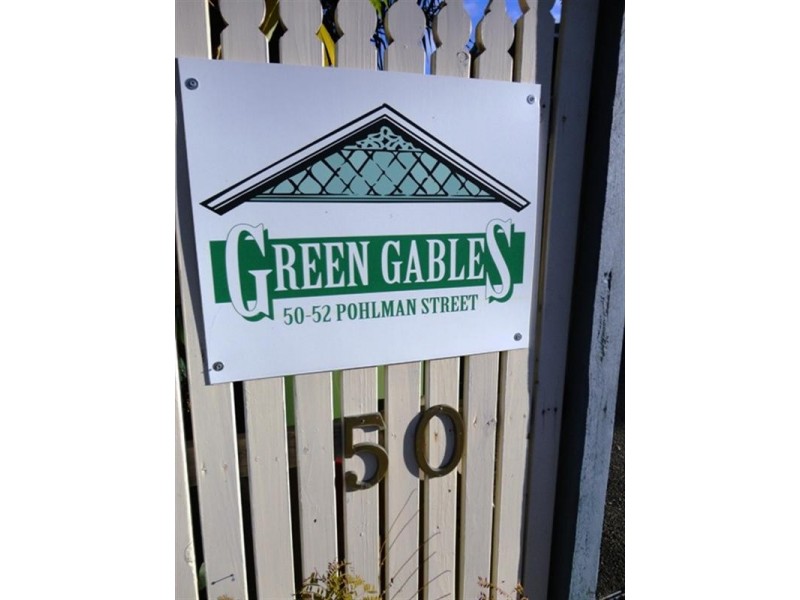 GREEN GABLES
50-52 POHLMAN STREET
50